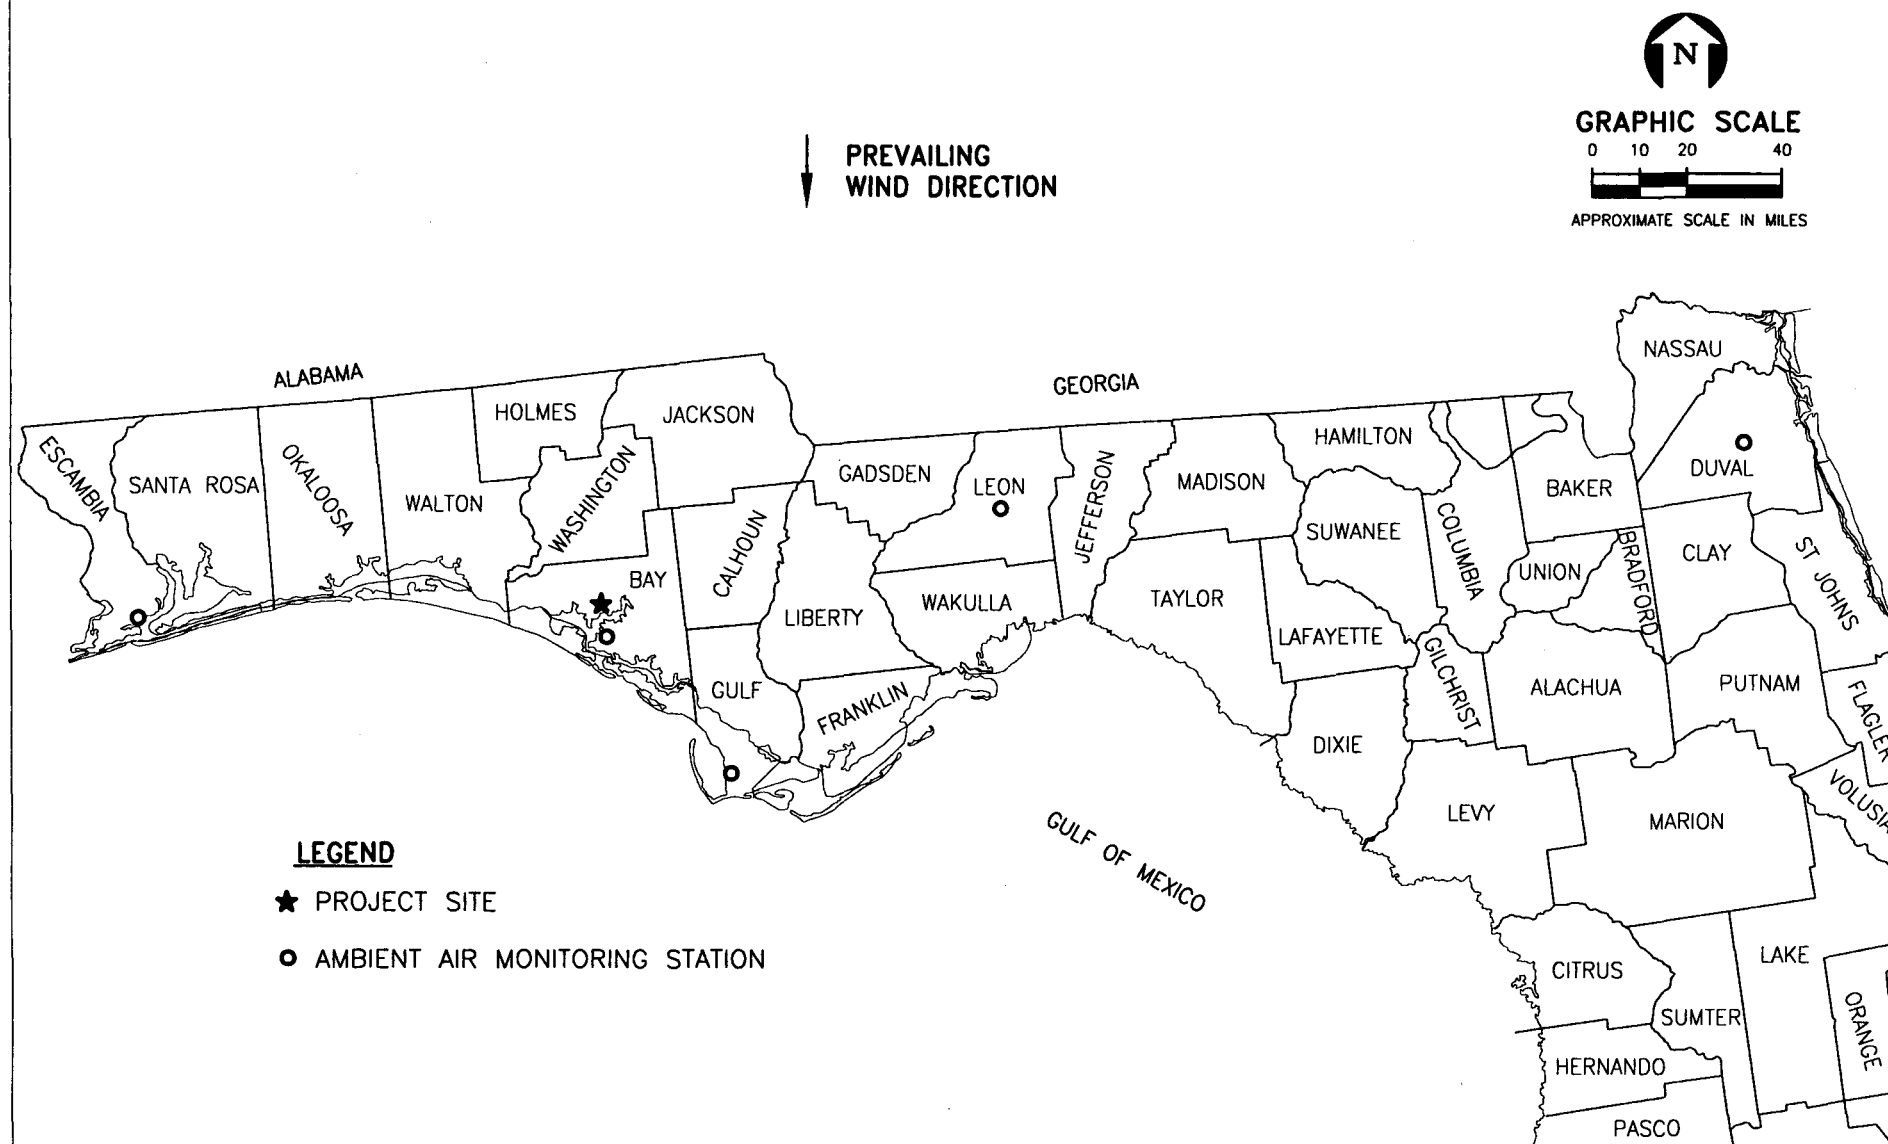 N
GRAPHIC SCALE
0 10 20 40
APPROXIMATE SCALE IN MILES
PREVAILING
WIND DIRECTION
ALABAMA
GEORGIA
NASSAU
HOLMES
JACKSON
HAMILTON
ESCAMBIA
SANTA ROSA
OKALOOSA
WALTON
WASHINGTON
GADSDEN
LEON
JEFFERSON
MADISON
BAKER
DUVAL
SUWANEE
COLUMBIA
CALHOUN
BAY
LIBERTY
WAKULLA
TAYLOR
LAFAYETTE
UNION
BRADFORD
CLAY
ST JOHNS
GULF
FRANKLIN
GILCHRIST
ALACHUA
PUTNAM
FLAGLER
DIXIE
LEVY
MARION
VOLUSIA
GULF OF MEXICO
LEGEND
PROJECT SITE
AMBIENT AIR MONITORING STATION
CITRUS
LAKE
SUMTER
ORANGE
HERNANDO
PASCO